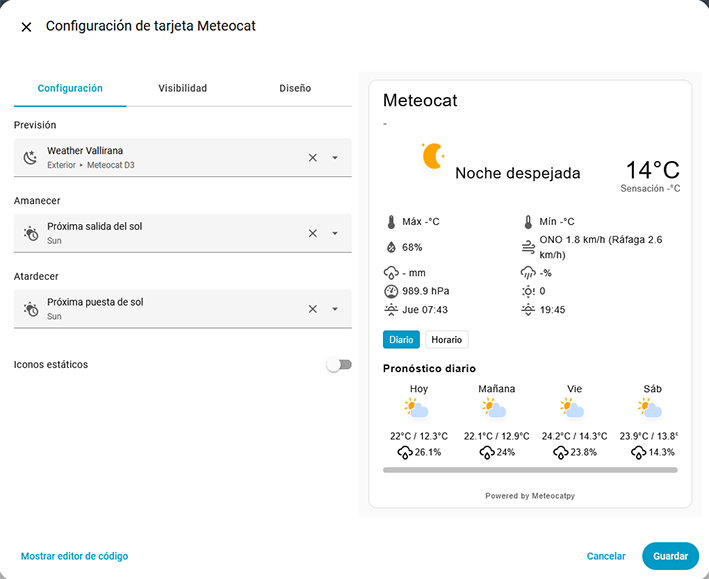 Configuración de tarjeta Meteocat
Configuración
Visibilidad
Diseño
Previsión
Weather Vallirana
Exterior • Meteocat D3
Amanecer
Próxima salida del sol
Sun
Atardecer
Próxima puesta de sol
Sun
Iconos estáticos
Meteocat
-
Noche despejada
14°C
Sensación -°C
Máx -°C
Mín -°C
68%
ONO 1.8 km/h (Ráfaga 2.6
km/h)
- mm
-%
989.9 hPa
0
Jue 07:43
19:45
Diario
Horario
Pronóstico diario
Hoy
Mañana
Vie
Sáb
22°C / 12.3°C
22.1°C / 12.9°C
24.2°C / 14.3°C
23.9°C / 13.8°
26.1%
24%
23.8%
14.3%
Powered by Meteocatpy
Mostrar editor de código
Cancelar
Guardar